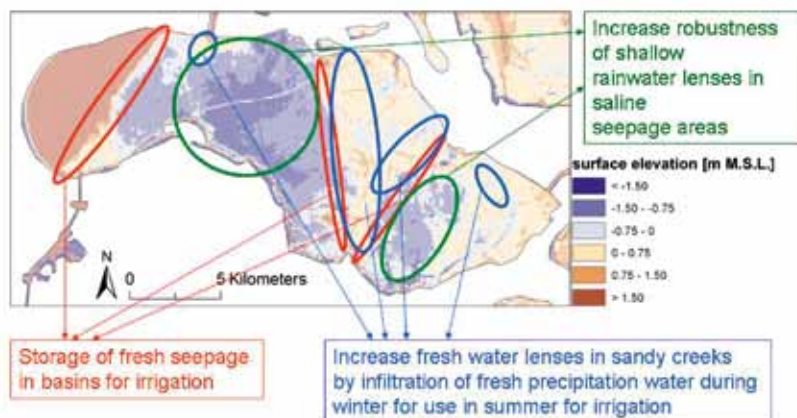 Increase robustness
of shallow
rainwater lenses in
saline
seepage areas
surface elevation [m M.S.L.]
< -1.50
-1.50 - -0.75
-0.75 - 0
0 - 0.75
0.75 - 1.50
> 1.50
N
0 5 Kilometers
Storage of fresh seepage
in basins for irrigation
Increase fresh water lenses in sandy creeks
by infiltration of fresh precipitation water during
winter for use in summer for irrigation